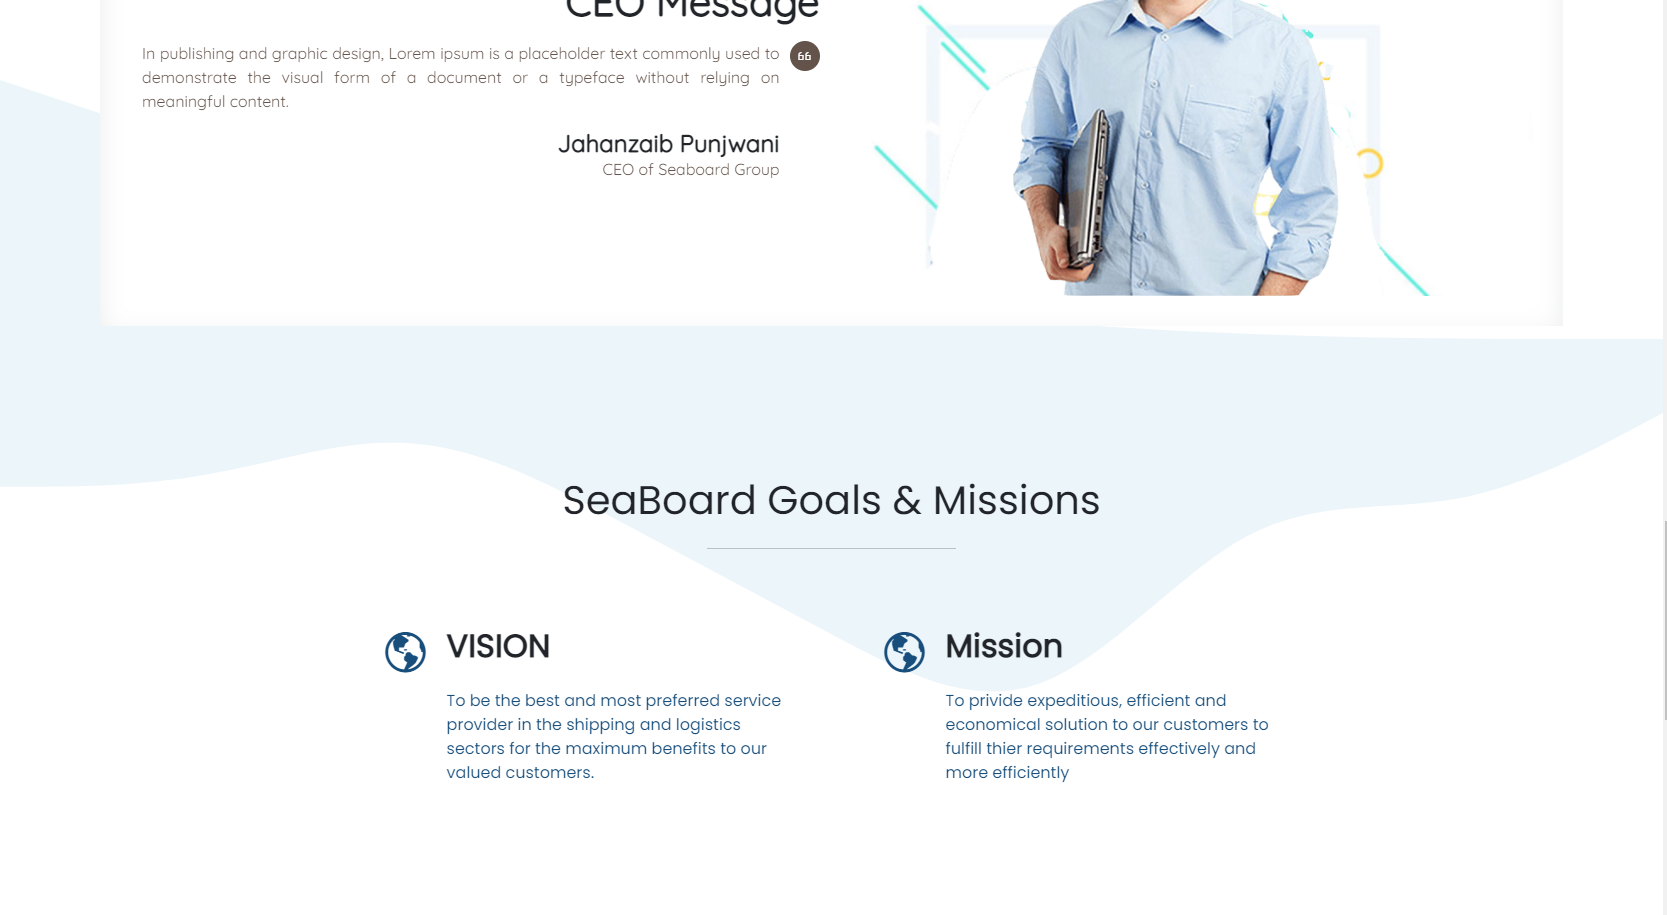 CEO Message
In publishing and graphic design, Lorem ipsum is a placeholder text commonly used to
demonstrate the visual form of a document or a typeface without relying on
meaningful content.
Jahanzaib Punjwani
CEO of Seaboard Group
SeaBoard Goals & Missions
VISION
To be the best and most preferred service
provider in the shipping and logistics
sectors for the maximum benefits to our
valued customers.
Mission
To privide expeditious, efficient and
economical solution to our customers to
fulfill thier requirements effectively and
more efficiently